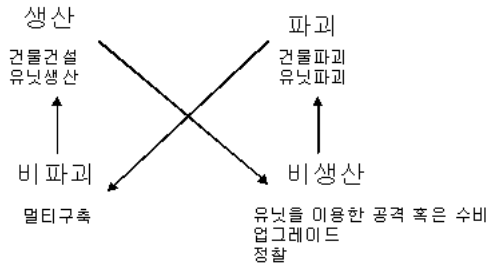 생산
파괴
건물건설
유닛생산
건물파괴
유닛파괴
비파괴
비생산
멀티구축
유닛을 이용한 공격 혹은 수비
업그레이드
정찰